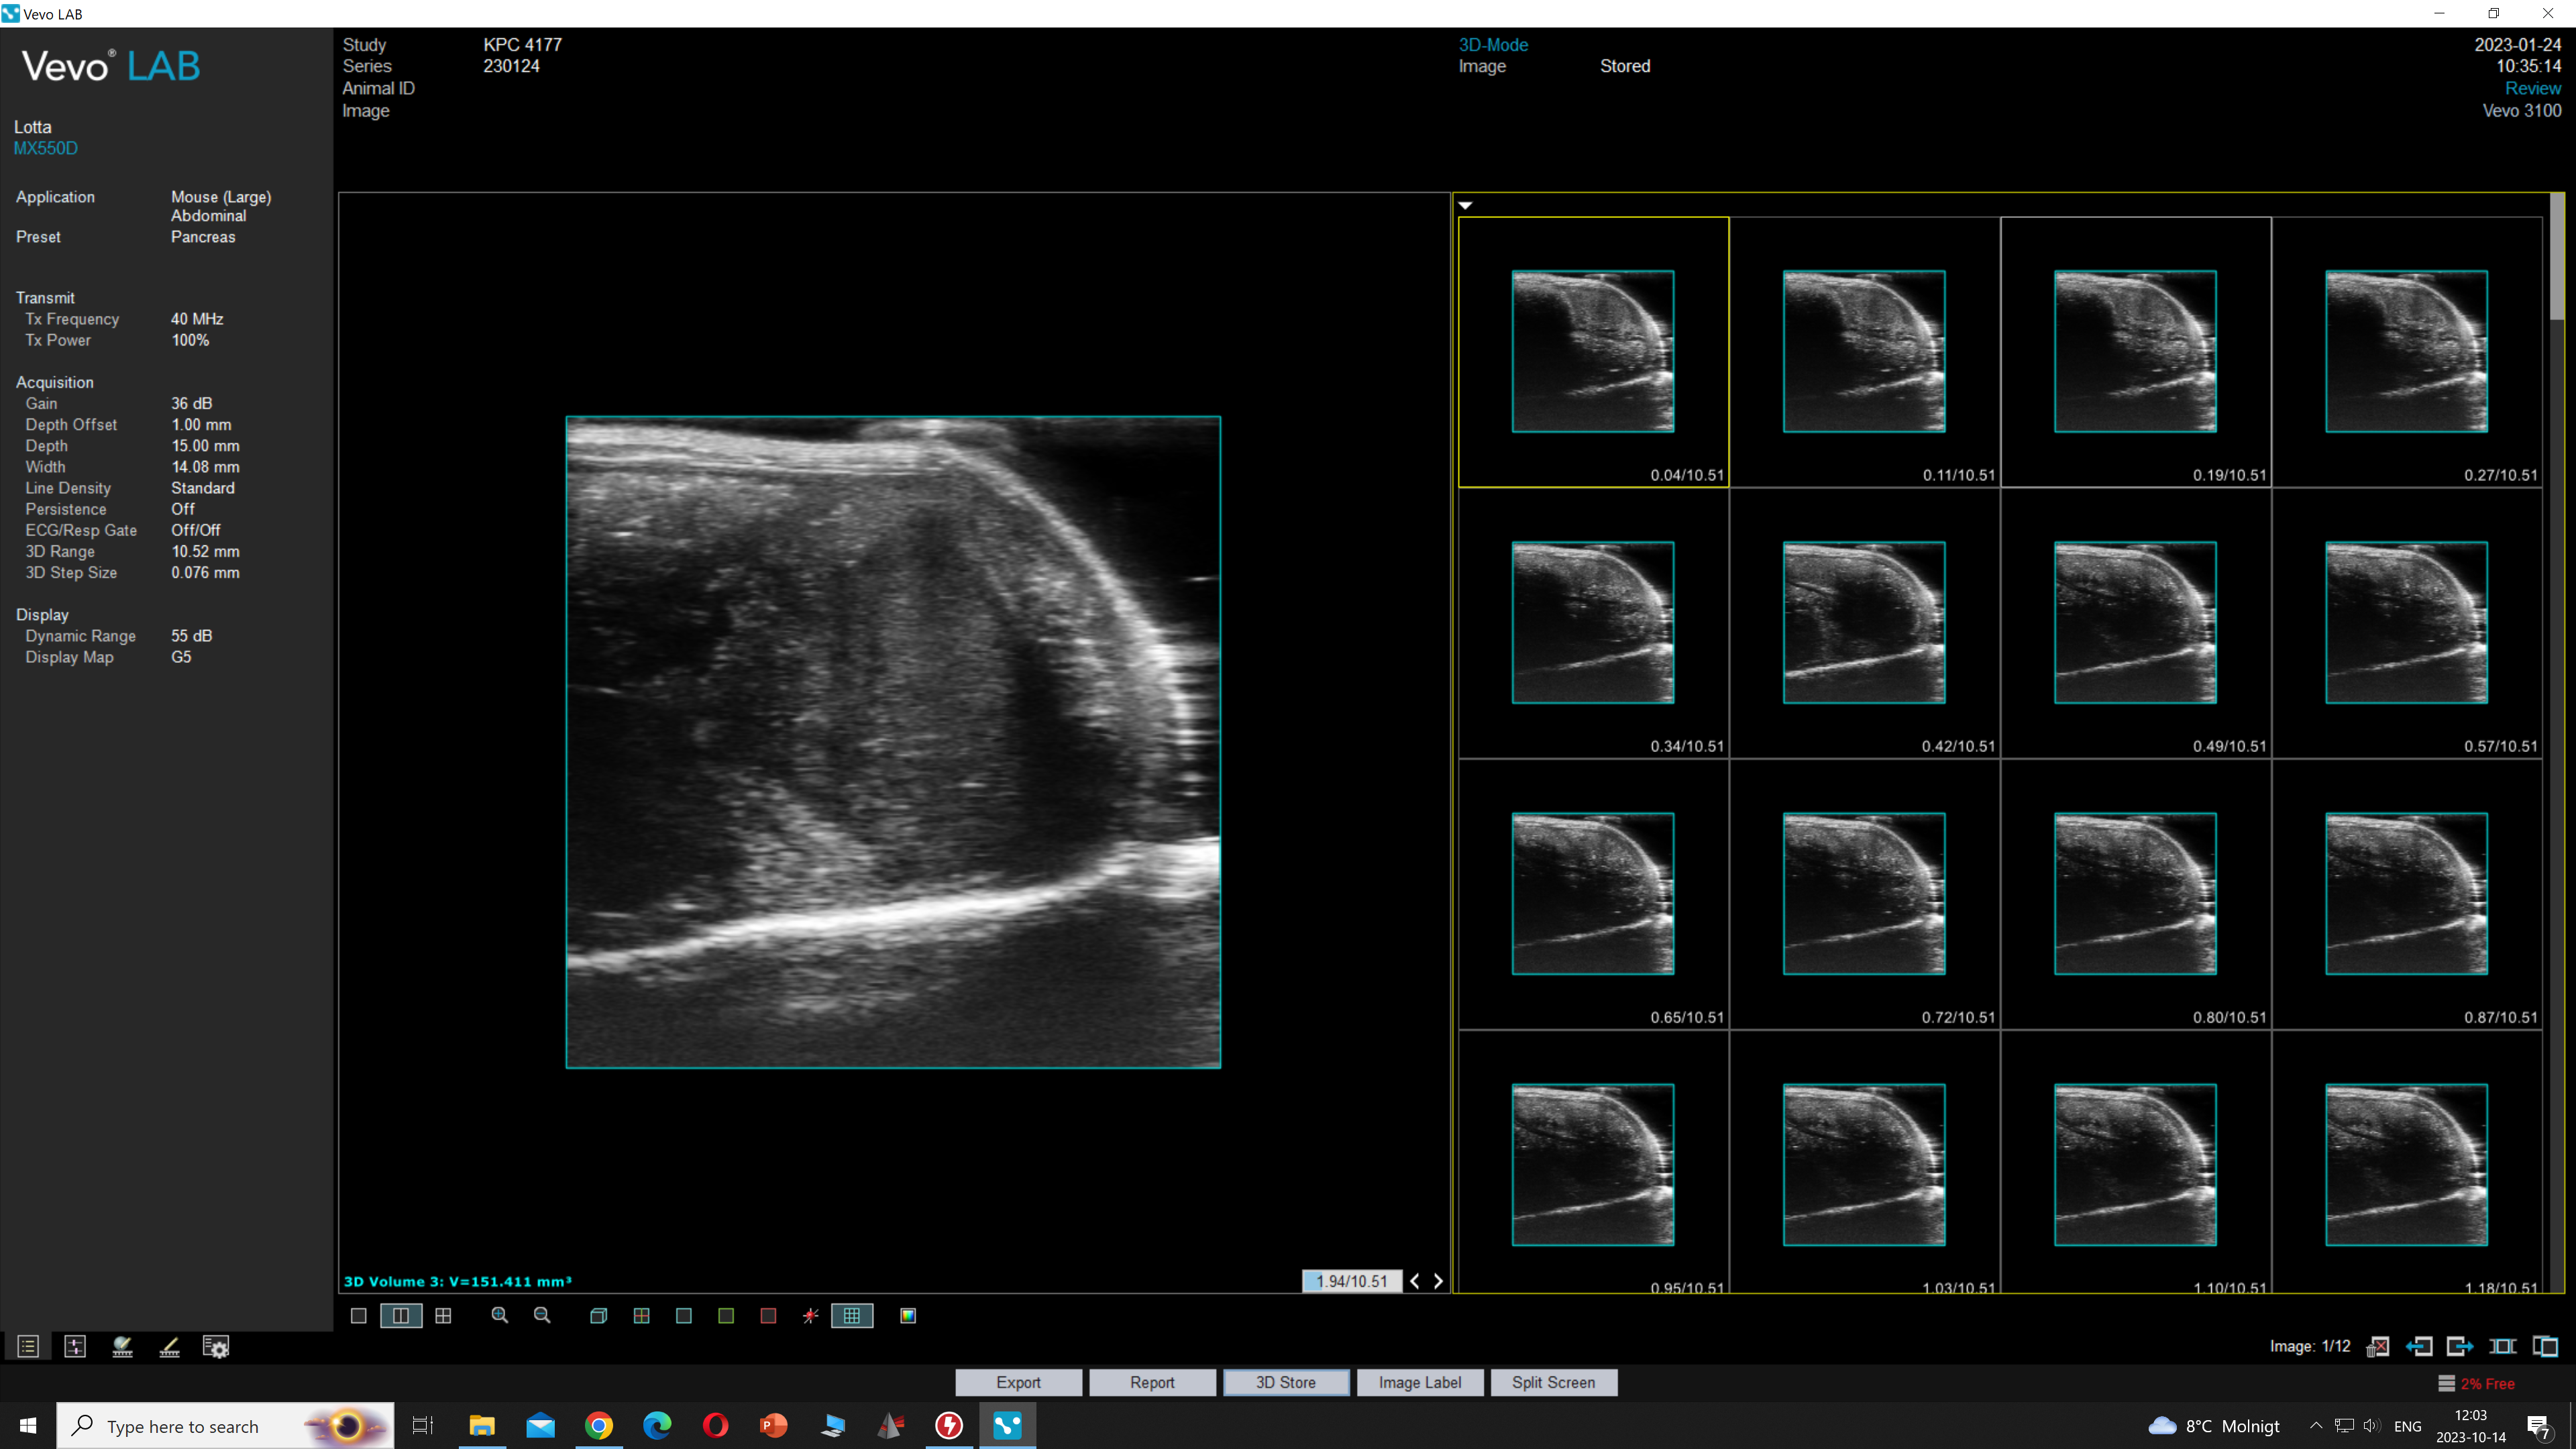 Vevo LAB
Vevo® LAB
Lotta
MX550D
Application Mouse (Large)
Abdominal
Preset Pancreas
Transmit
Tx Frequency 40 MHz
Tx Power 100%
Acquisition
Gain 36 dB
Depth Offset 1.00 mm
Depth 15.00 mm
Width 14.08 mm
Line Density Standard
Persistence Off
ECG/Resp Gate Off/Off
3D Range 10.52 mm
3D Step Size 0.076 mm
Display
Dynamic Range 55 dB
Display Map G5
Study KPC 4177
Series 230124
Animal ID
Image
3D-Mode
Image Stored
2023-01-24
10:35:14
Review
Vevo 3100
0.04/10.51 0.11/10.51 0.19/10.51 0.27/10.51
0.34/10.51 0.42/10.51 0.49/10.51 0.57/10.51
0.65/10.51 0.72/10.51 0.80/10.51 0.87/10.51
0.95/10.51 1.03/10.51 1.10/10.51 1.18/10.51
3D Volume 3: V=151.411 mm³
1.94/10.51
Image: 1/12
Export Report 3D Store Image Label Split Screen
2% Free
Type here to search
8°C Molnigt
ENG
12:03
2023-10-14
7